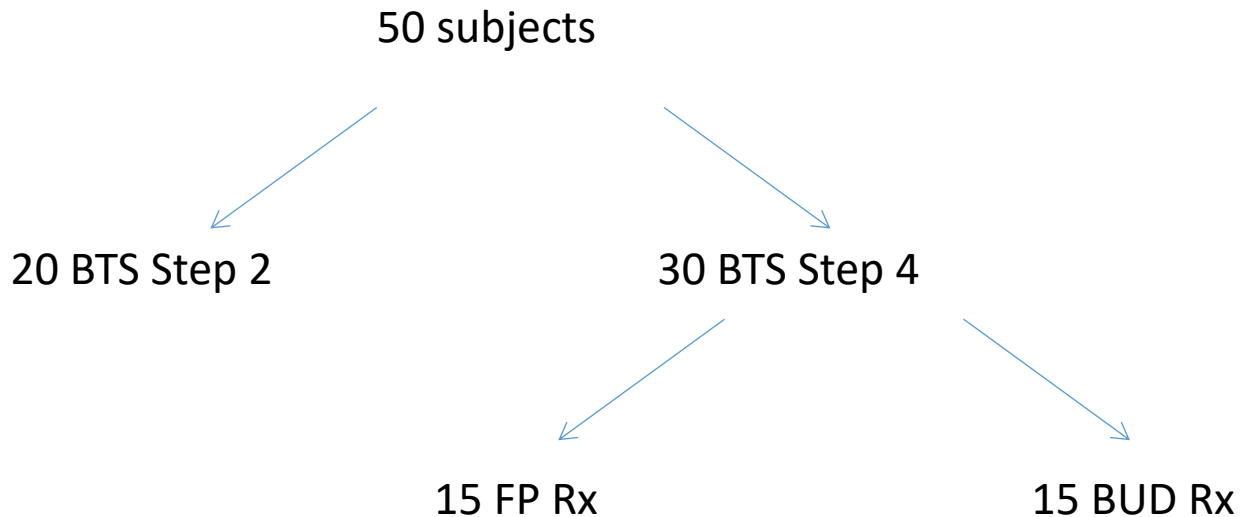 50 subjects
20 BTS Step 2
30 BTS Step 4
15 FP Rx
15 BUD Rx